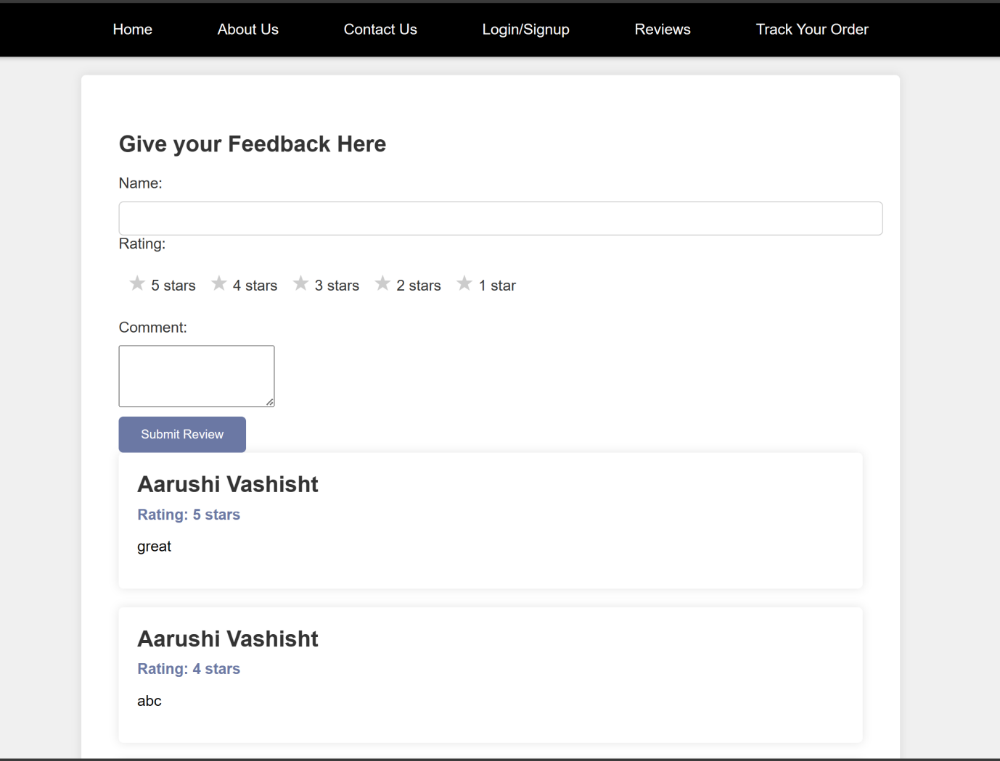 Home About Us Contact Us Login/Signup Reviews Track Your Order
Give your Feedback Here
Name:
Rating:
★ 5 stars ★ 4 stars ★ 3 stars ★ 2 stars ★ 1 star
Comment:
Submit Review
Aarushi Vashisht
Rating: 5 stars
great
Aarushi Vashisht
Rating: 4 stars
abc